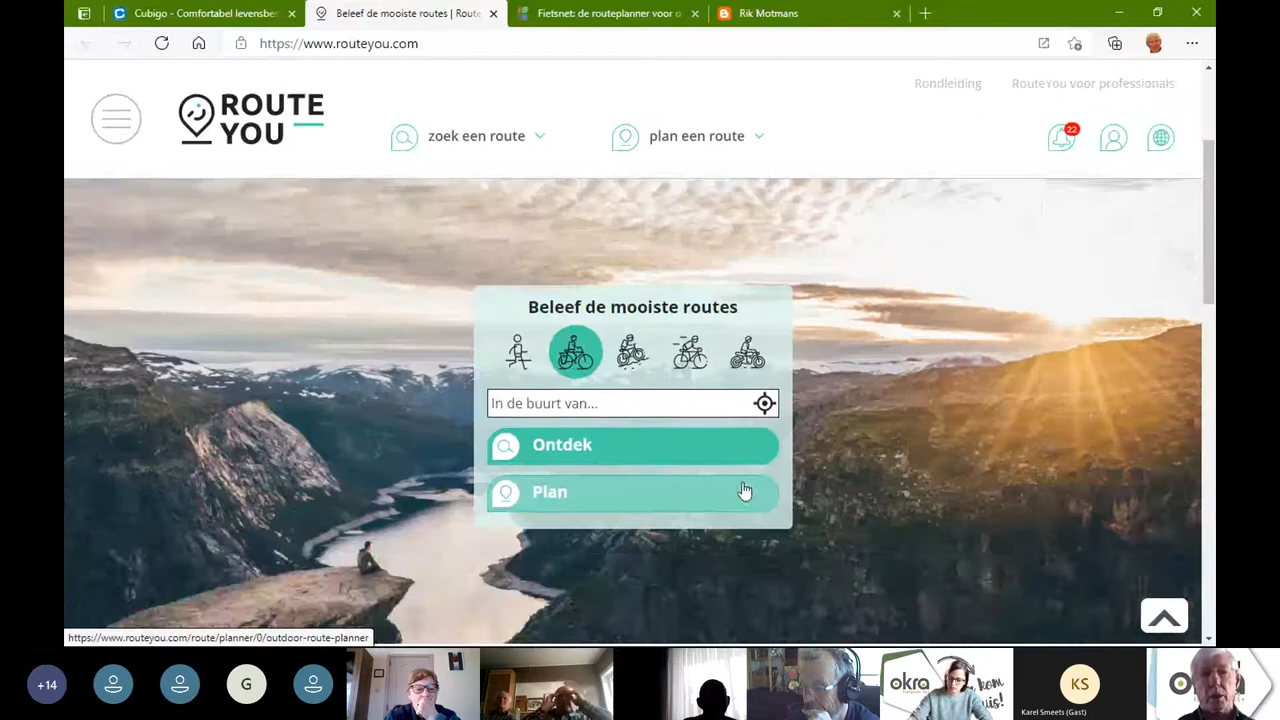 Cubigo - Comfortabel levensbe
Beleef de mooiste routes | Route
Fietsnet: de routeplanner voor o
Rik Motmans
https://www.routeyou.com
Rondleiding
RouteYou voor professionals
ROUTE
YOU
zoek een route
plan een route
22
Beleef de mooiste routes
In de buurt van...
Ontdek
Plan
https://www.routeyou.com/route/planner/0/outdoor-route-planner
+14
G
okra
KS
Karel Smeets (Gast)